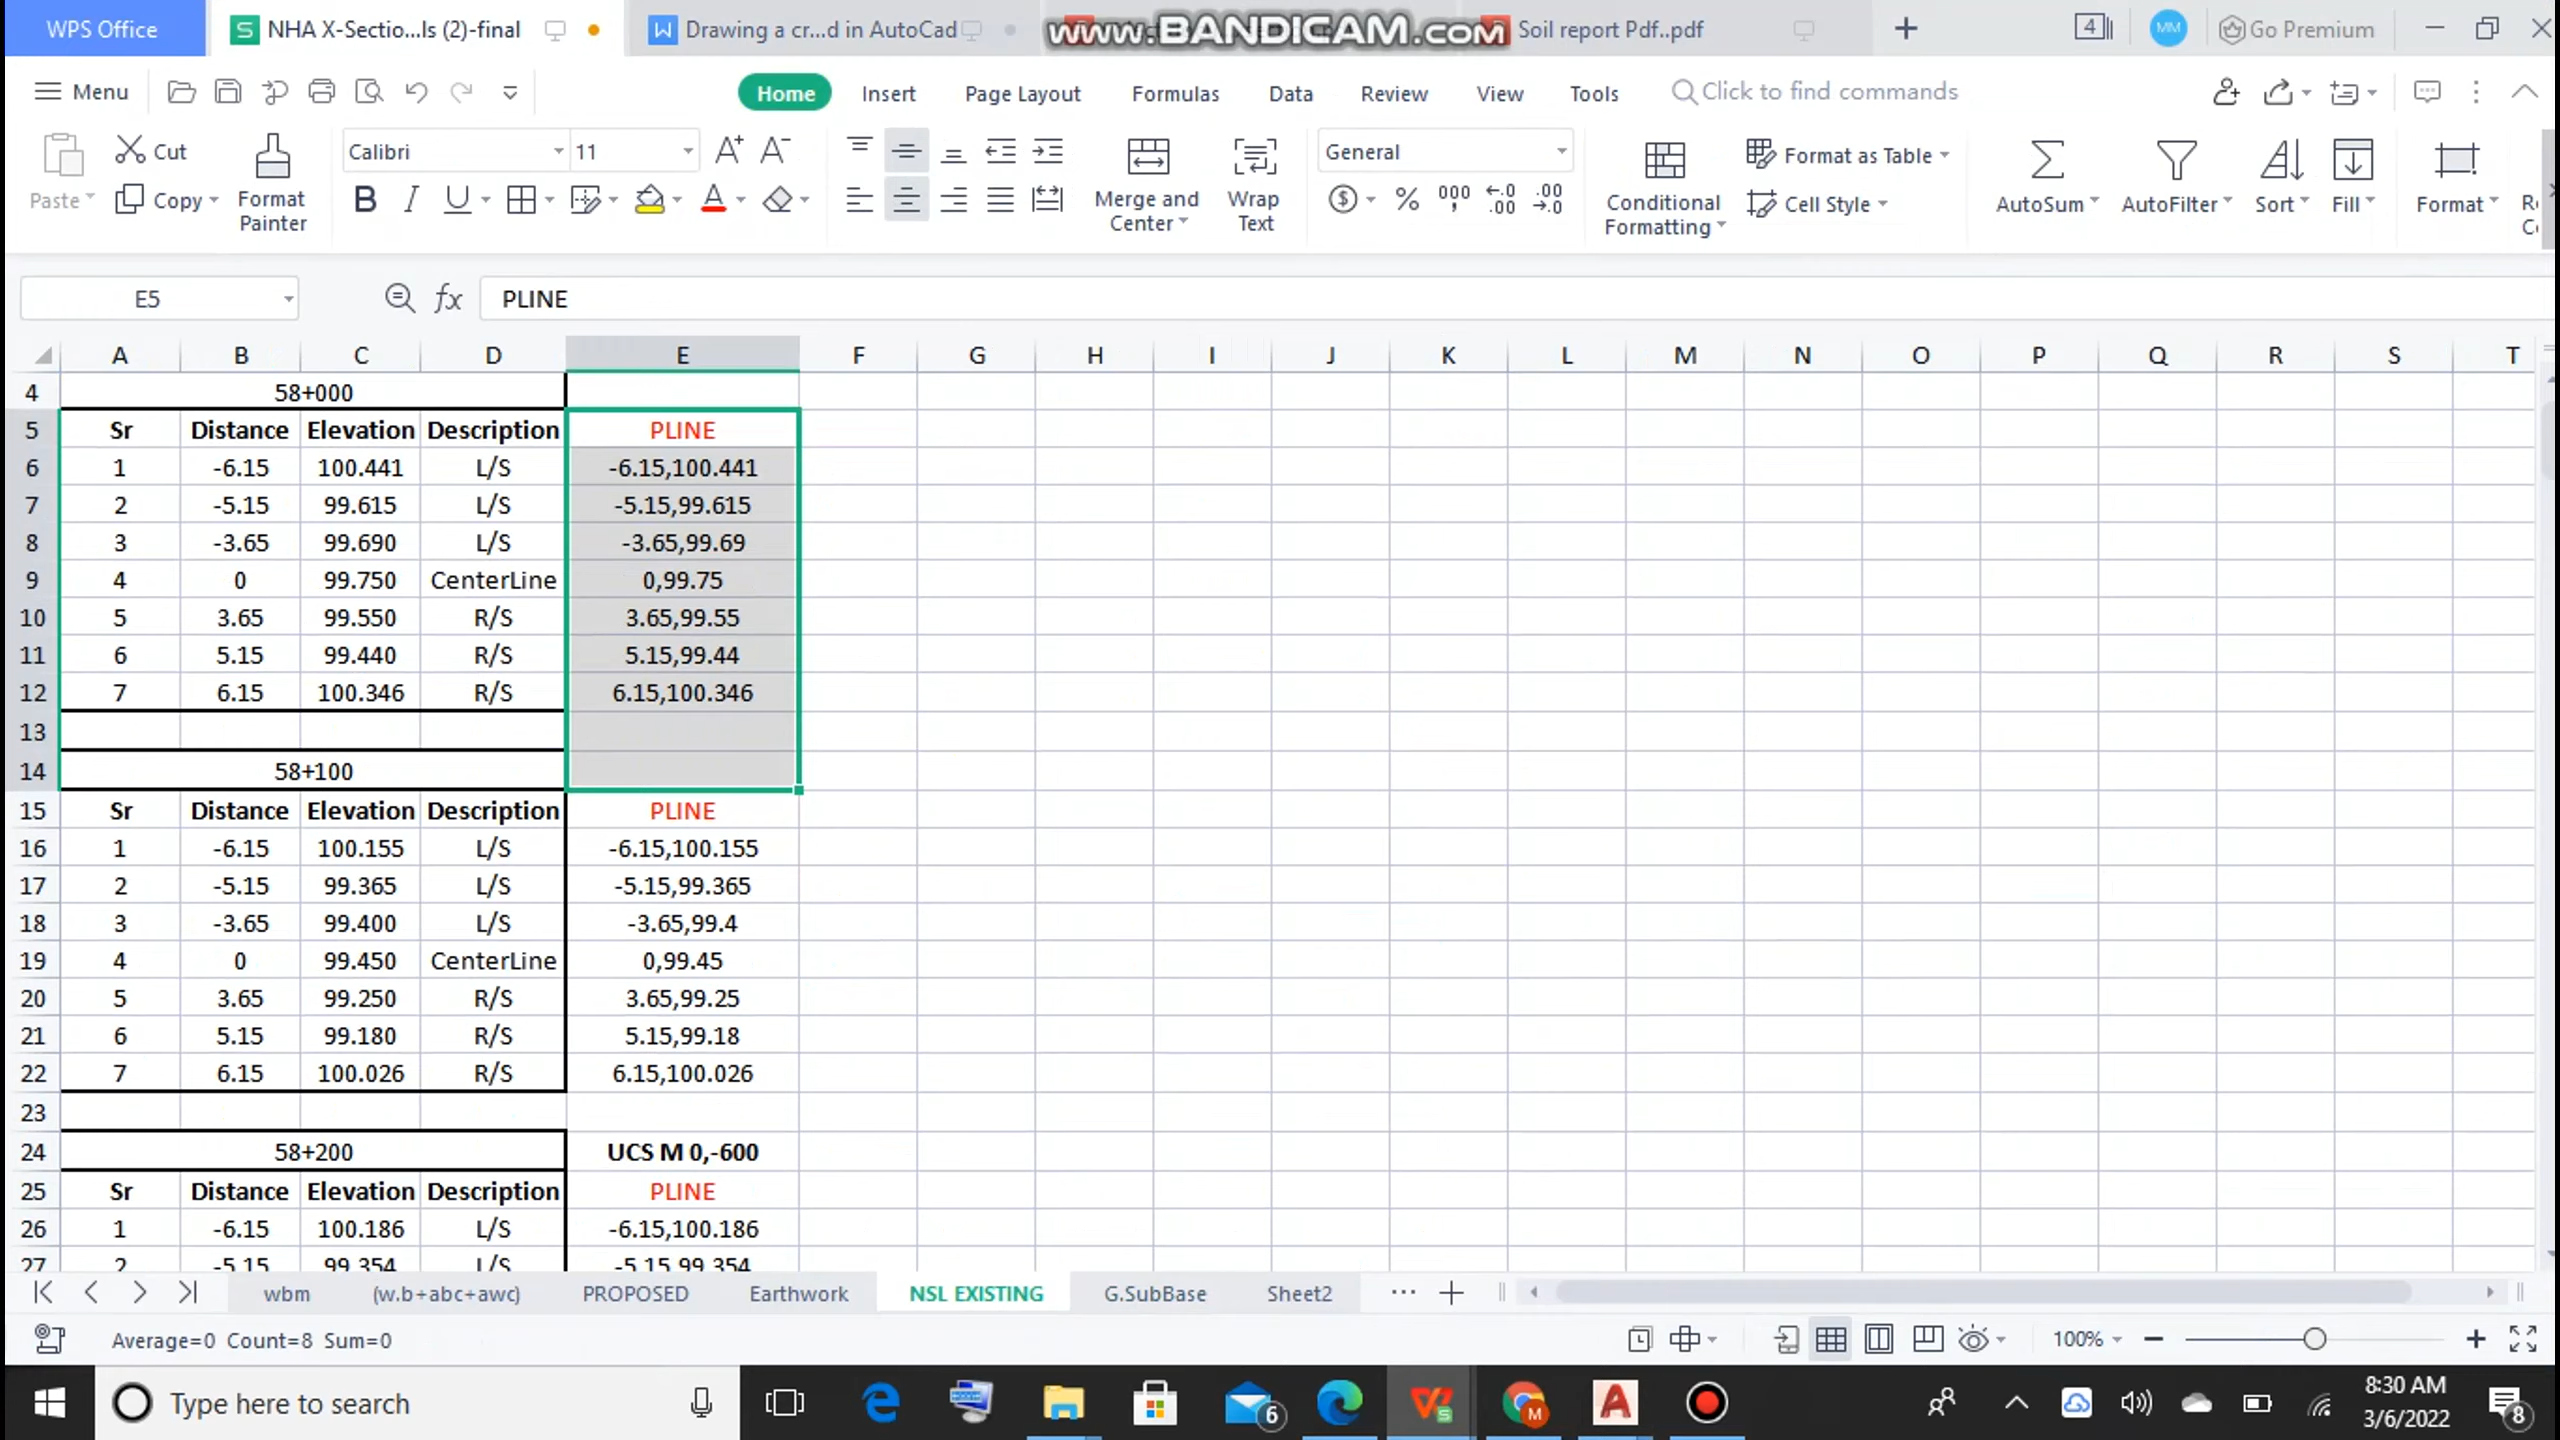 WPS Office NHA X-Sectio...ls (2)-final Drawing a cr...d in AutoCad www.BANDICAM.com Soil report Pdf..pdf 4 MM Go Premium
Menu Home Insert Page Layout Formulas Data Review View Tools Click to find commands
Paste Cut Copy Format Painter Calibri 11 Merge and Center Wrap Text General Conditional Formatting Format as Table Cell Style AutoSum AutoFilter Sort Fill Format
E5 fx PLINE
A B C D E F G H I J K L M N O P Q R S T
4 58+000
5 Sr Distance Elevation Description PLINE
6 1 -6.15 100.441 L/S -6.15,100.441
7 2 -5.15 99.615 L/S -5.15,99.615
8 3 -3.65 99.690 L/S -3.65,99.69
9 4 0 99.750 CenterLine 0,99.75
10 5 3.65 99.550 R/S 3.65,99.55
11 6 5.15 99.440 R/S 5.15,99.44
12 7 6.15 100.346 R/S 6.15,100.346
13
14 58+100
15 Sr Distance Elevation Description PLINE
16 1 -6.15 100.155 L/S -6.15,100.155
17 2 -5.15 99.365 L/S -5.15,99.365
18 3 -3.65 99.400 L/S -3.65,99.4
19 4 0 99.450 CenterLine 0,99.45
20 5 3.65 99.250 R/S 3.65,99.25
21 6 5.15 99.180 R/S 5.15,99.18
22 7 6.15 100.026 R/S 6.15,100.026
23
24 58+200 UCS M 0,-600
25 Sr Distance Elevation Description PLINE
26 1 -6.15 100.186 L/S -6.15,100.186
27 2 -5.15 99.354 L/S -5.15,99.354
wbm (w.b+abc+awc) PROPOSED Earthwork NSL EXISTING G.SubBase Sheet2 ...
Average=0 Count=8 Sum=0 100%
Type here to search 6 M 8:30 AM
3/6/2022 8